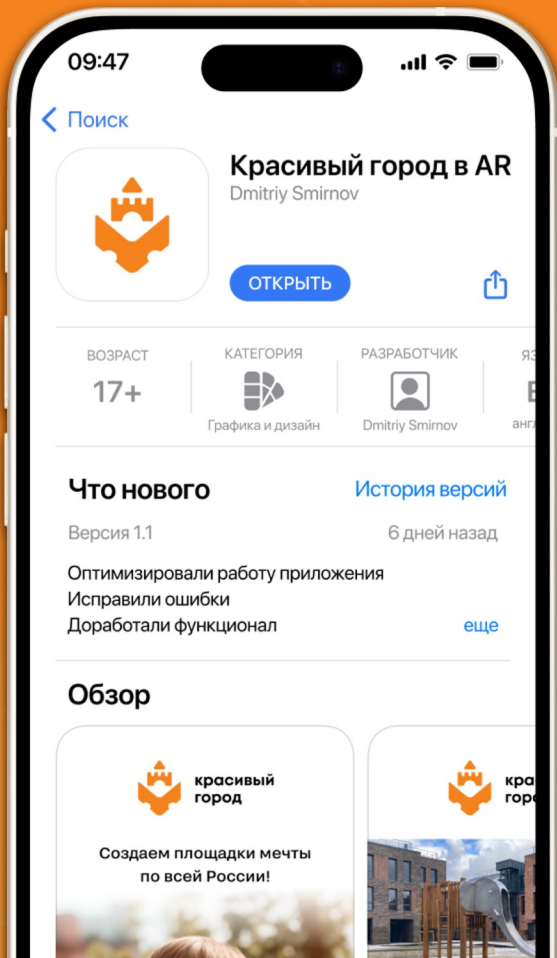 09:47
Поиск
Красивый город в AR
Dmitriy Smirnov
ОТКРЫТЬ
ВОЗРАСТ
КАТЕГОРИЯ
РАЗРАБОТЧИК
17+
Графика и дизайн
Dmitriy Smirnov
Что нового
История версий
Версия 1.1
6 дней назад
Оптимизировали работу приложения
Исправили ошибки
Доработали функционал
еще
Обзор
красивый
город
Создаем площадки мечты
по всей России!